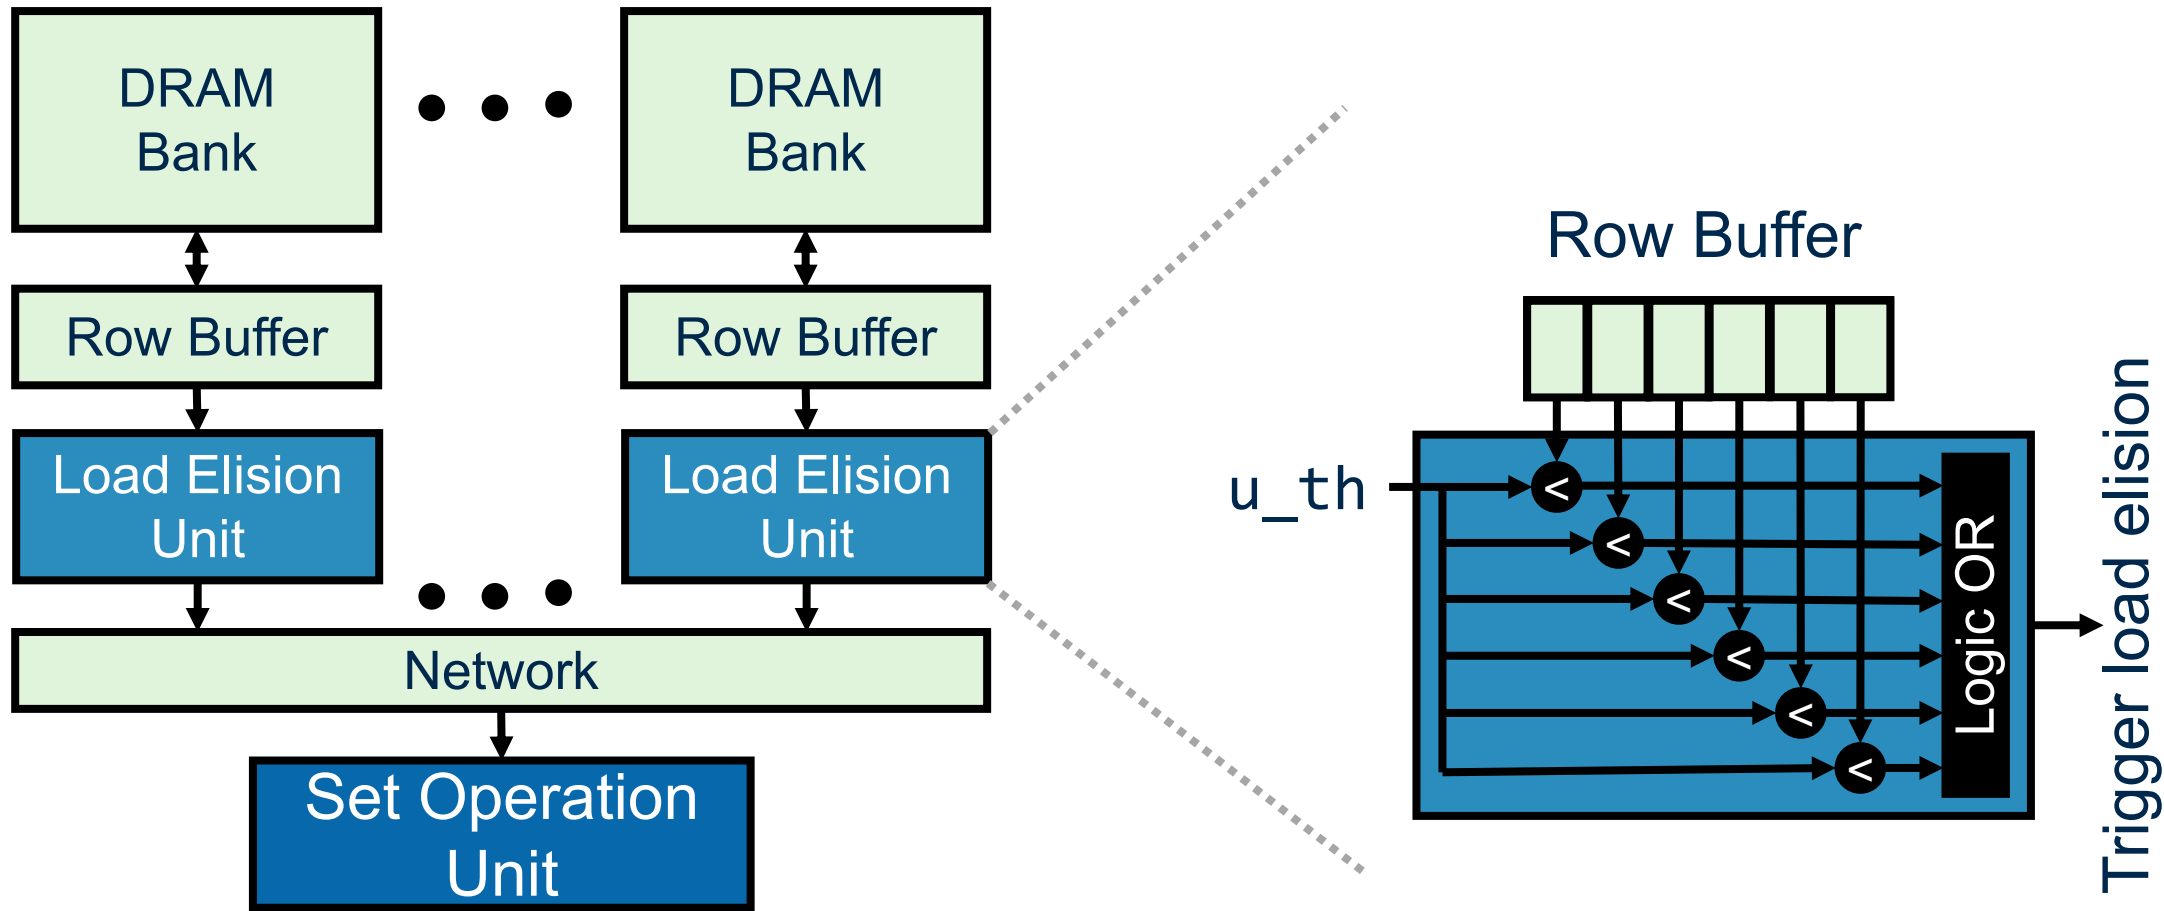 DRAM
Bank
DRAM
Bank
Row Buffer
Row Buffer
Load Elision
Unit
Load Elision
Unit
Network
Set Operation
Unit
Row Buffer
u_th
<
<
<
<
<
<
Logic OR
Trigger load elision